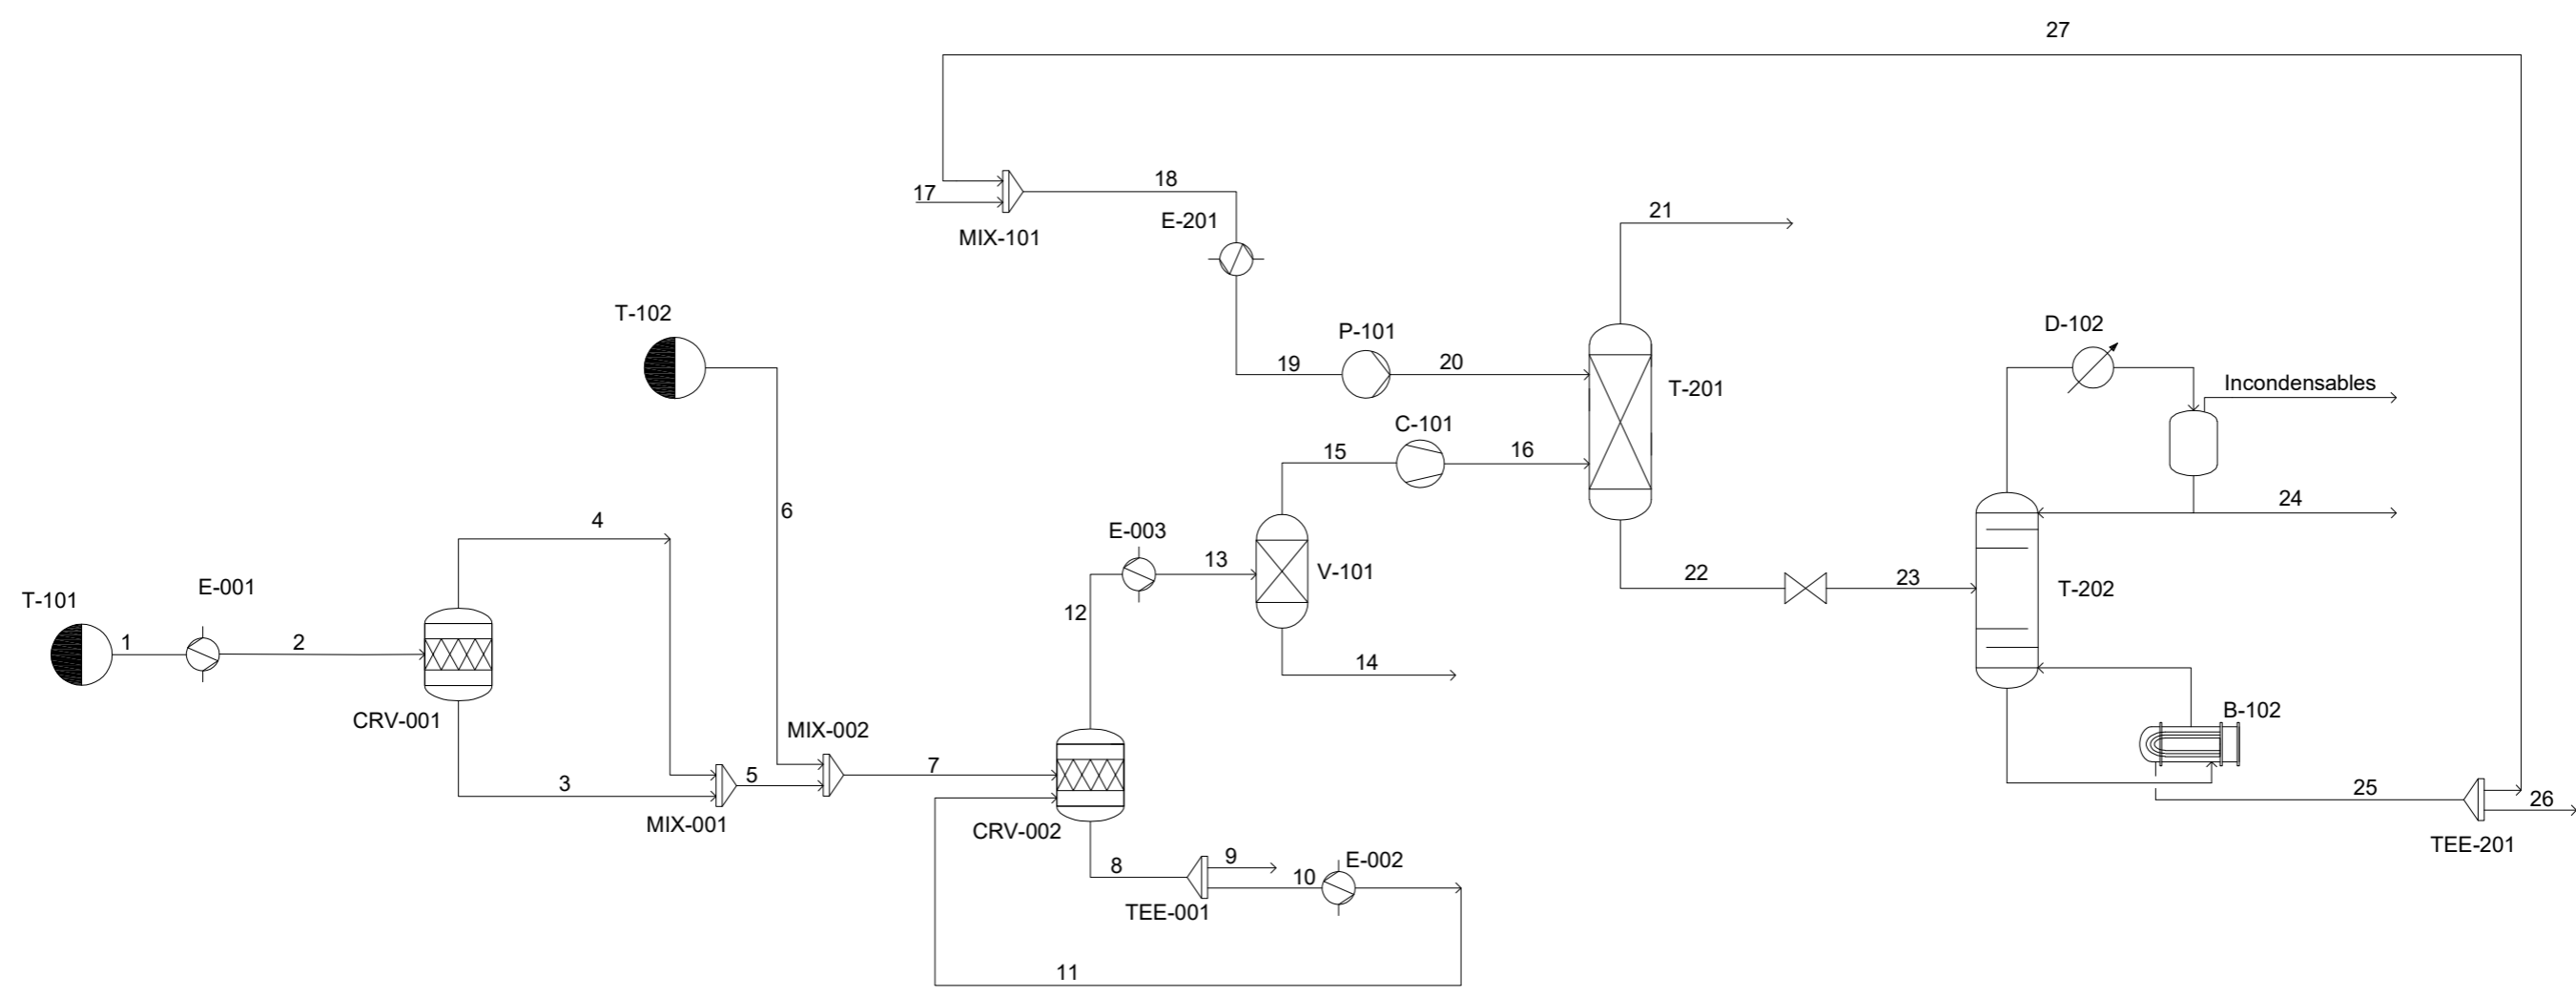 27
17
18
MIX-101
E-201
21
T-102
P-101
D-102
19
20
T-201
Incondensables
C-101
15
16
6
24
4
E-003
13
V-101
22
23
T-202
E-001
T-101
1
2
12
14
CRV-001
MIX-002
B-102
7
5
3
MIX-001
CRV-002
25
26
TEE-201
8
9
E-002
10
TEE-001
11